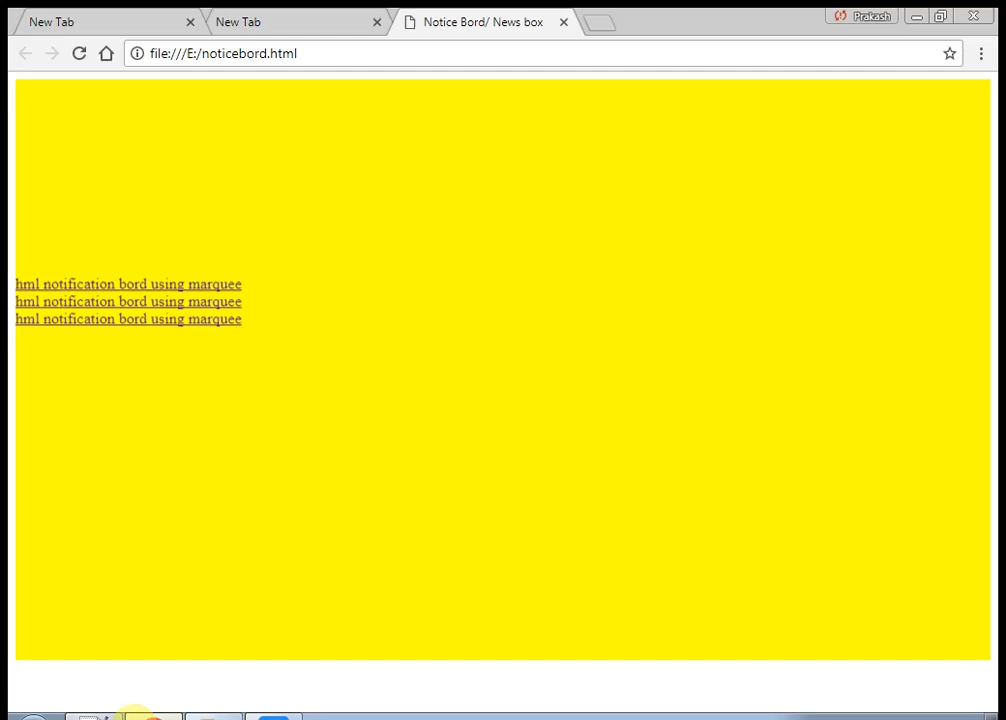 New Tab
New Tab
Notice Bord/ News box
Prakash
file:///E:/noticebord.html
hml notification bord using marquee
hml notification bord using marquee
hml notification bord using marquee